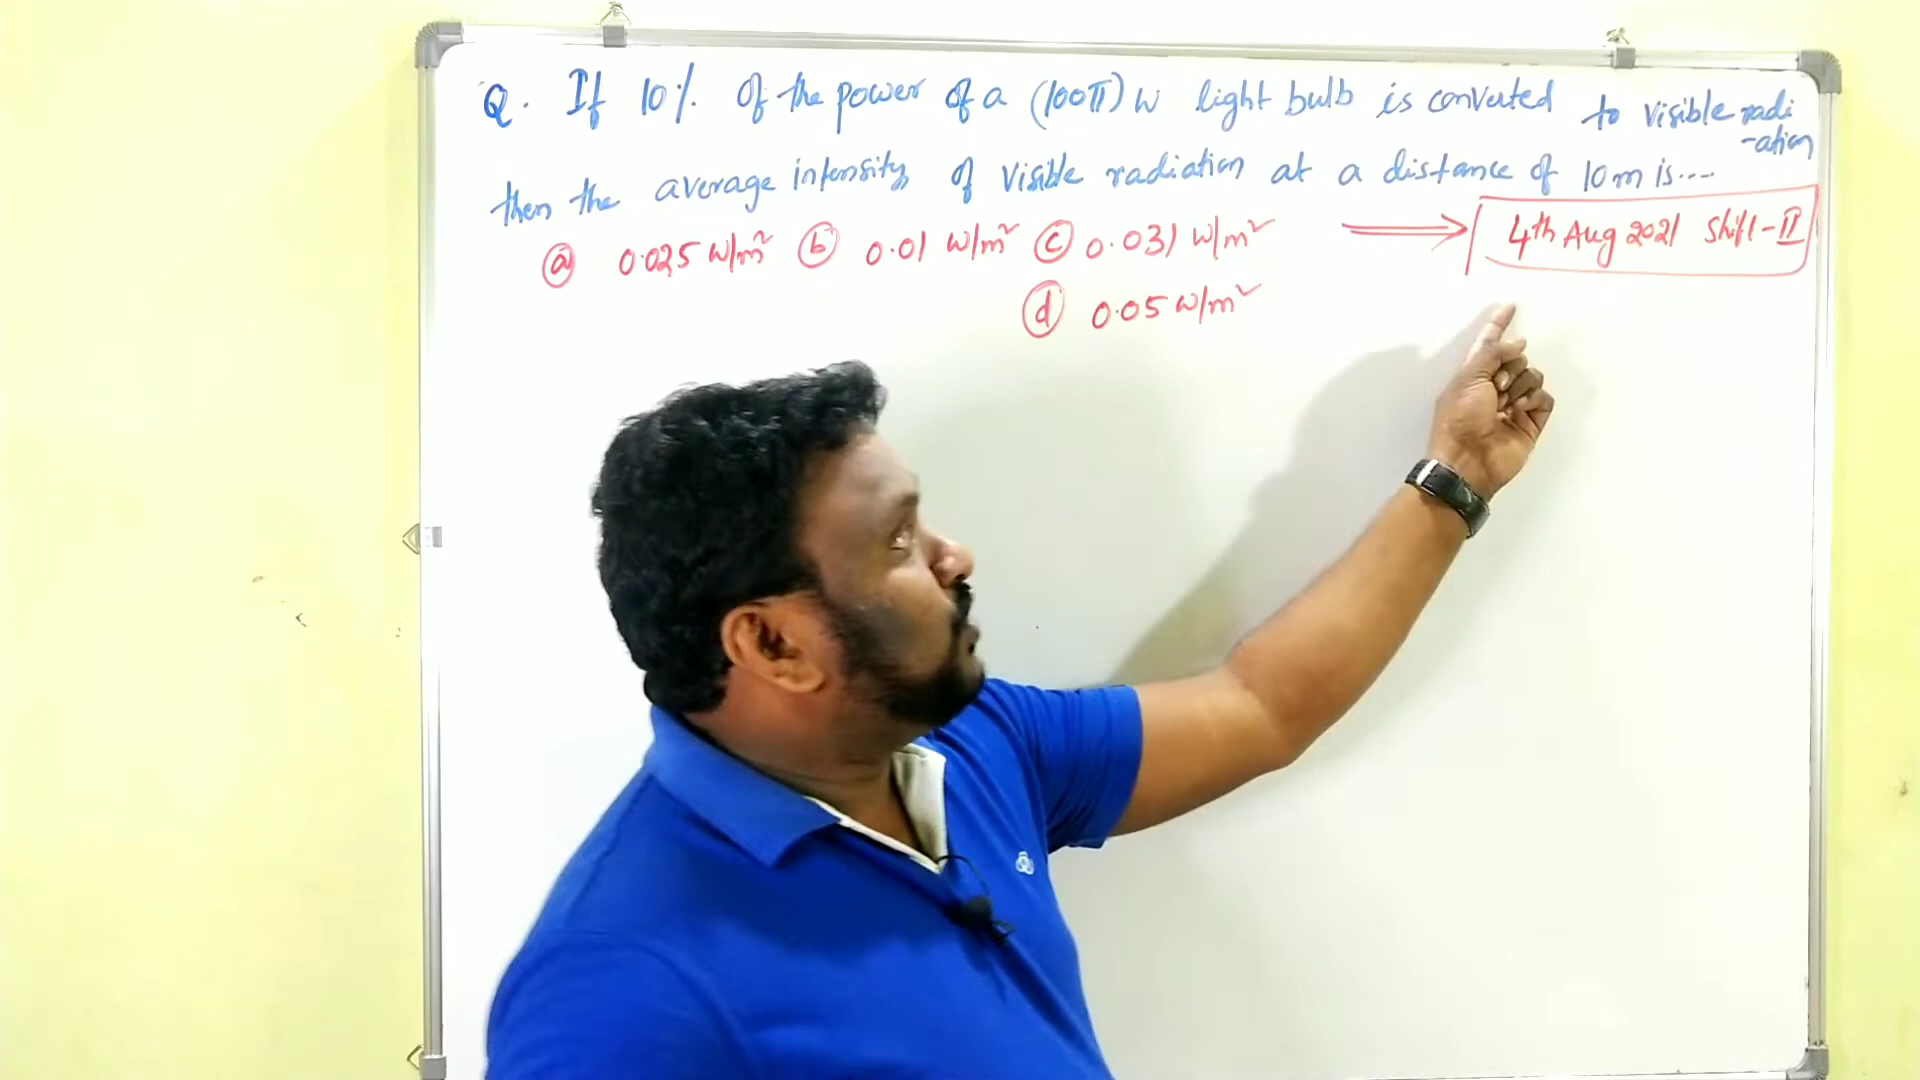 Q. If 10% of the power of a (100π) W light bulb is converted to visible radi
-ation
then the average intensity of visible radiation at a distance of 10 m is....
ⓐ 0.025 W/m² ⓑ 0.01 W/m² ⓒ 0.031 W/m² ⟹ 4th Aug 2021 Shift-II
ⓓ 0.05 W/m²